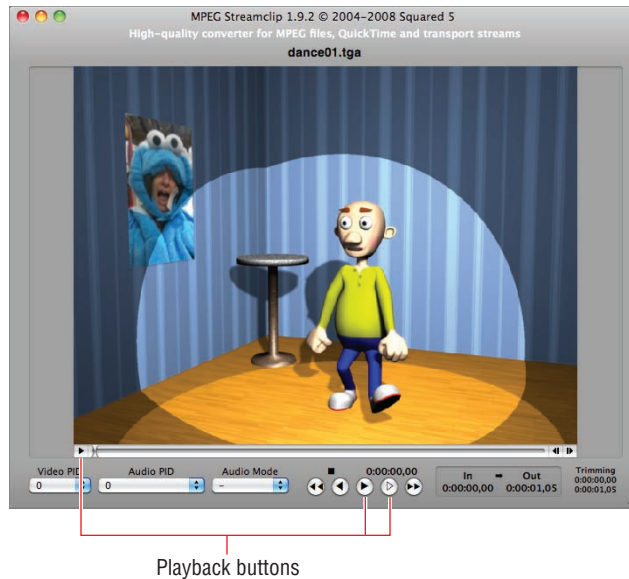 MPEG Streamclip 1.9.2 © 2004–2008 Squared 5
High-quality converter for MPEG files, QuickTime and transport streams
dance01.tga
Video PID
Audio PID
Audio Mode
0:00:00,00
In
Out
Trimming
0
0
–
0:00:00,00
0:00:01,05
0:00:00,00
0:00:01,05
Playback buttons